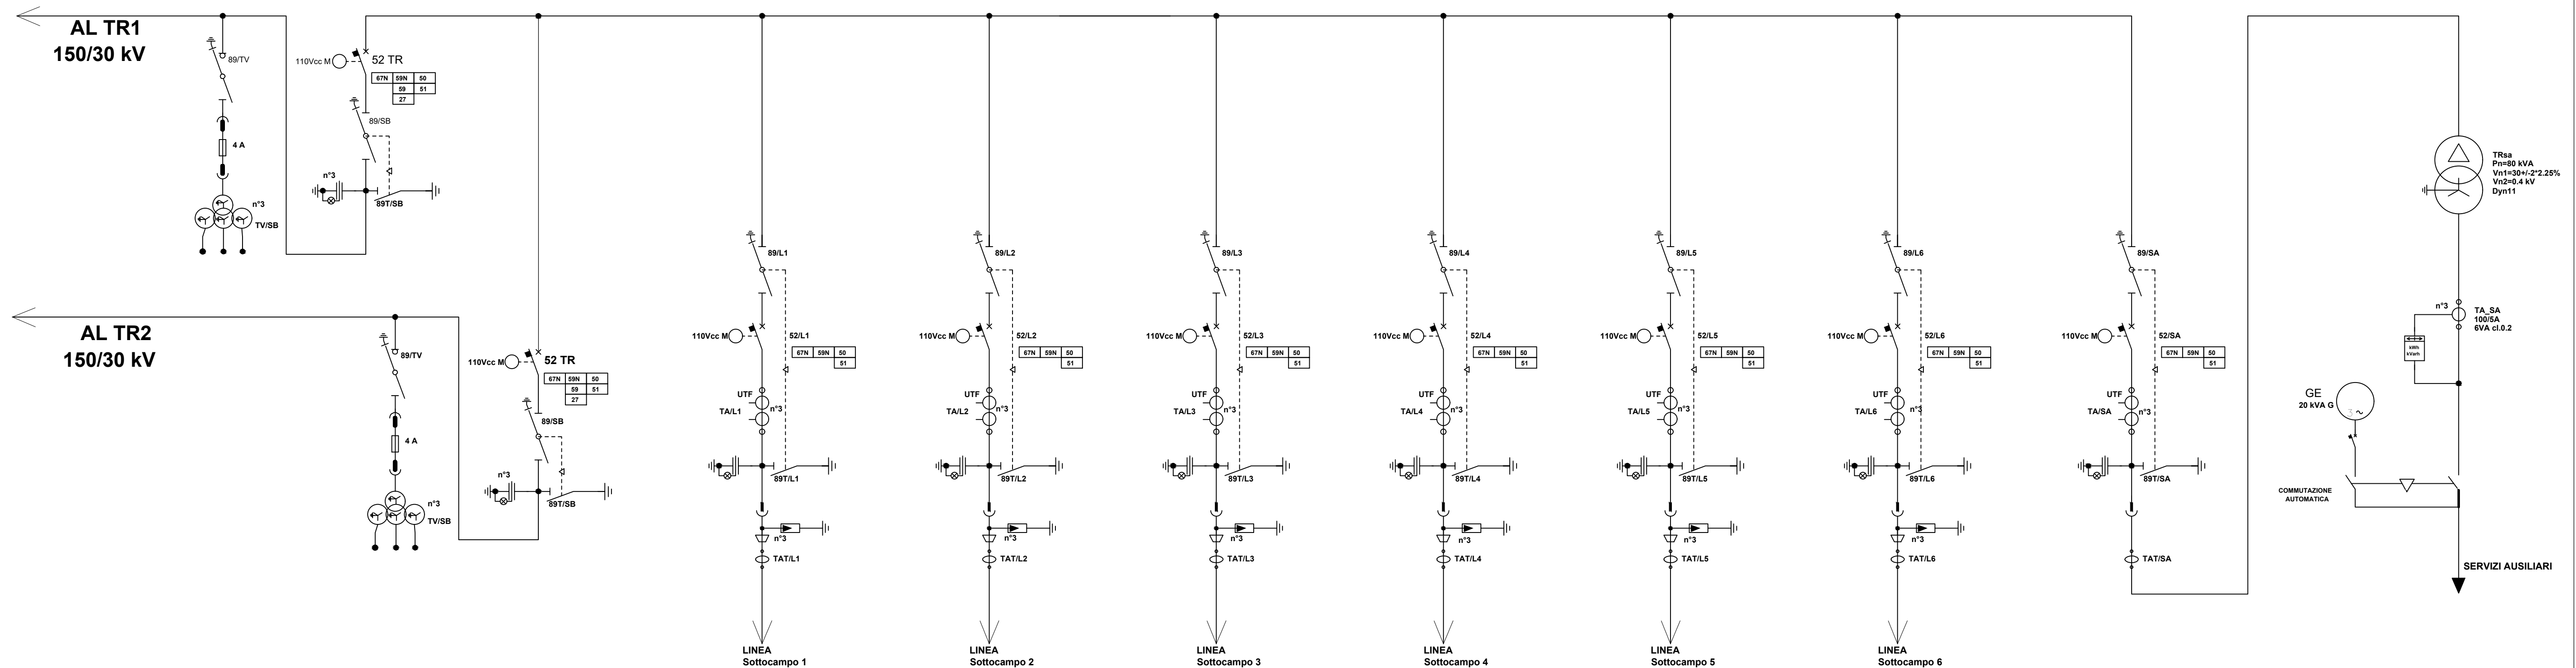 AL TR1
150/30 kV
89/TV
4 A
n°3
TV/SB
110Vcc M
52 TR
67N 59N 50
59 51
27
89/SB
n°3
89T/SB
AL TR2
150/30 kV
89/TV
4 A
n°3
TV/SB
110Vcc M
52 TR
67N 59N 50
59 51
27
89/SB
n°3
89T/SB
89/L1
110Vcc M
52/L1
67N 59N 50
51
UTF
TA/L1
n°3
89T/L1
n°3
TAT/L1
LINEA
Sottocampo 1
89/L2
110Vcc M
52/L2
67N 59N 50
51
UTF
TA/L2
n°3
89T/L2
n°3
TAT/L2
LINEA
Sottocampo 2
89/L3
110Vcc M
52/L3
67N 59N 50
51
UTF
TA/L3
n°3
89T/L3
n°3
TAT/L3
LINEA
Sottocampo 3
89/L4
110Vcc M
52/L4
67N 59N 50
51
UTF
TA/L4
n°3
89T/L4
n°3
TAT/L4
LINEA
Sottocampo 4
89/L5
110Vcc M
52/L5
67N 59N 50
51
UTF
TA/L5
n°3
89T/L5
n°3
TAT/L5
LINEA
Sottocampo 5
89/L6
110Vcc M
52/L6
67N 59N 50
51
UTF
TA/L6
n°3
89T/L6
n°3
TAT/L6
LINEA
Sottocampo 6
89/SA
110Vcc M
52/SA
67N 59N 50
51
UTF
TA/SA
n°3
89T/SA
TAT/SA
TRsa
Pn=80 kVA
Vn1=30+/-2*2.25%
Vn2=0.4 kV
Dyn11
n°3
TA_SA
100/5A
6VA cl.0.2
kWh
kVarh
GE
20 kVA G
COMMUTAZIONE
AUTOMATICA
SERVIZI AUSILIARI